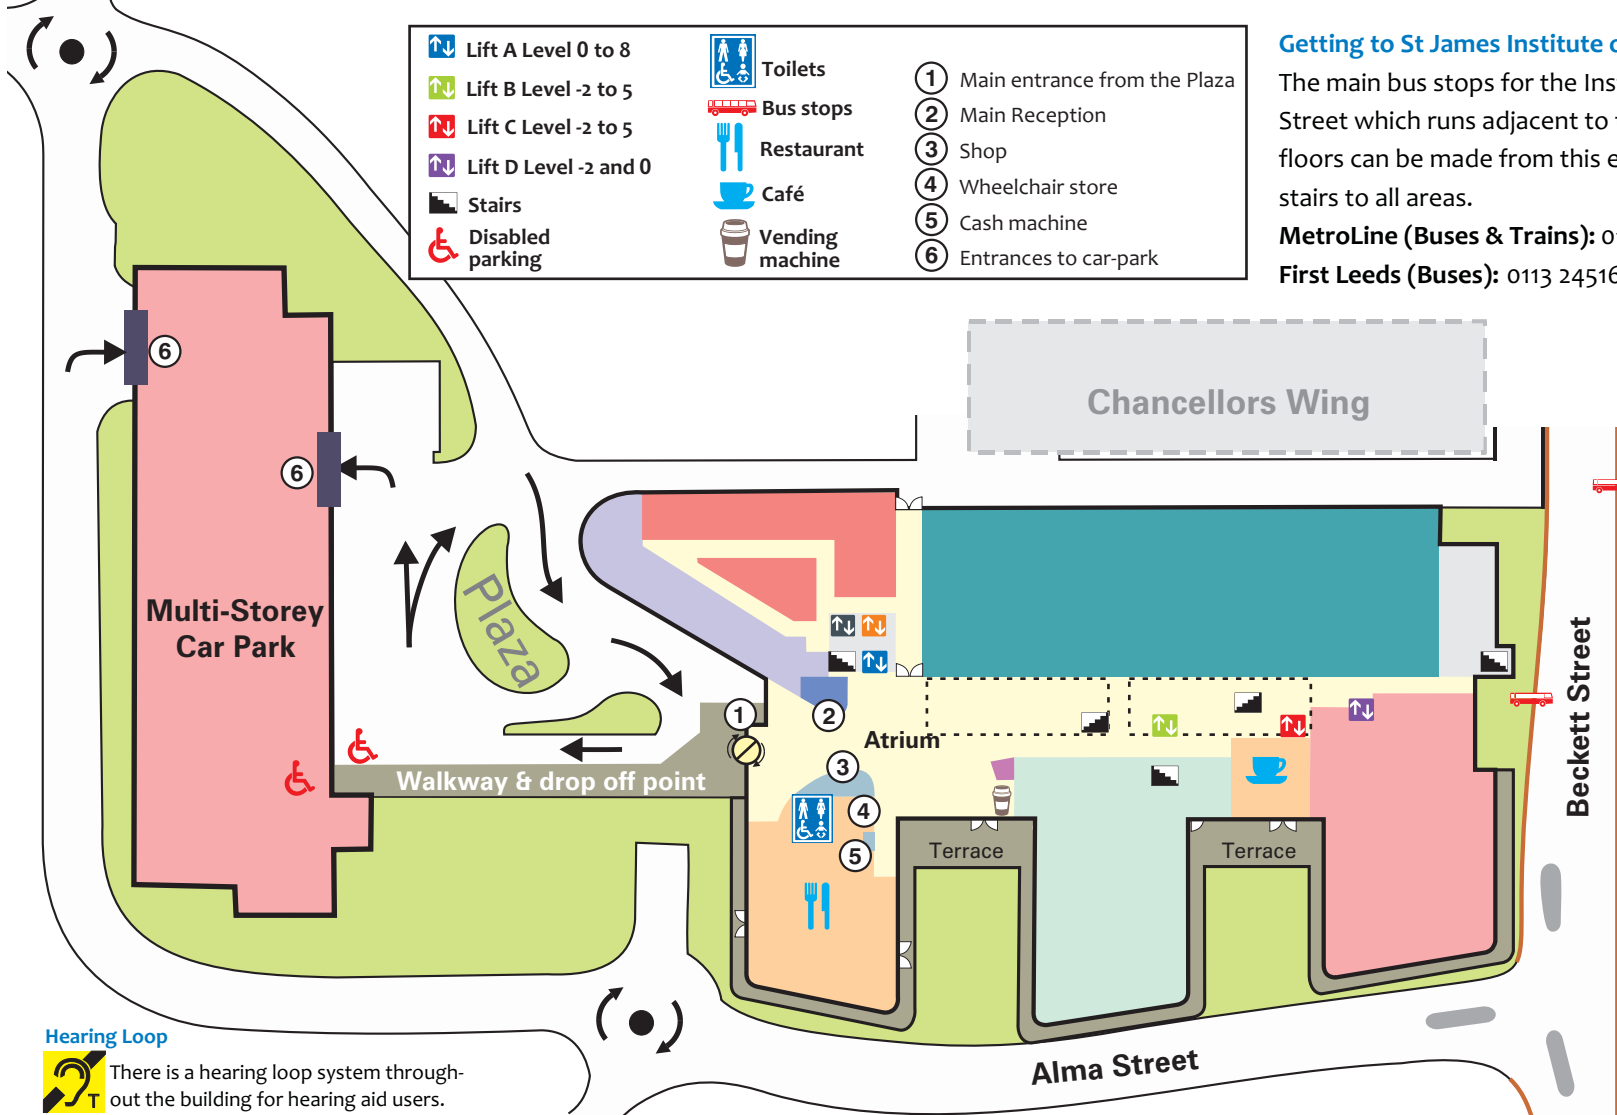 Lift A Level 0 to 8
Lift B Level -2 to 5
Lift C Level -2 to 5
Lift D Level -2 and 0
Stairs
Disabled
parking
Toilets
Bus stops
Restaurant
Café
Vending
machine
1 Main entrance from the Plaza
2 Main Reception
3 Shop
4 Wheelchair store
5 Cash machine
6 Entrances to car-park
Getting to St James Institute
The main bus stops for the
Street which runs adjacent to
floors can be made from this
stairs to all areas.
MetroLine (Buses & Trains):
First Leeds (Buses): 0113 24516
Chancellors Wing
6
6
Multi-Storey
Car Park
Plaza
1
2
Atrium
3
Walkway & drop off point
4
5
Terrace
Terrace
Beckett Street
Alma Street
Hearing Loop
T
There is a hearing loop system through-
out the building for hearing aid users.